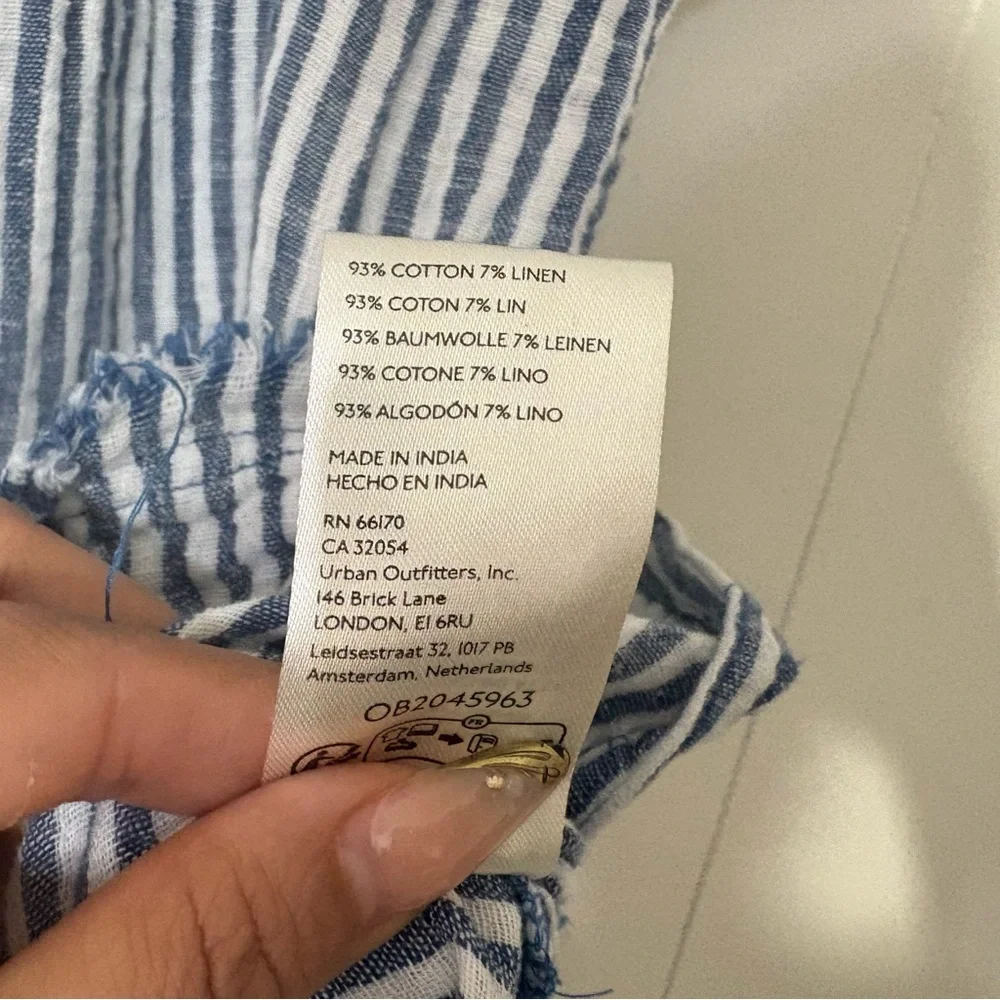 93% COTTON 7% LINEN
93% COTON 7% LIN
93% BAUMWOLLE 7% LEINEN
93% COTONE 7% LINO
93% ALGODÓN 7% LINO
MADE IN INDIA
HECHO EN INDIA
RN 66170
CA 32054
Urban Outfitters, Inc.
146 Brick Lane
LONDON, E1 6RU
Leidsestraat 32, 1017 PB
Amsterdam, Netherlands
OB2045963
FR